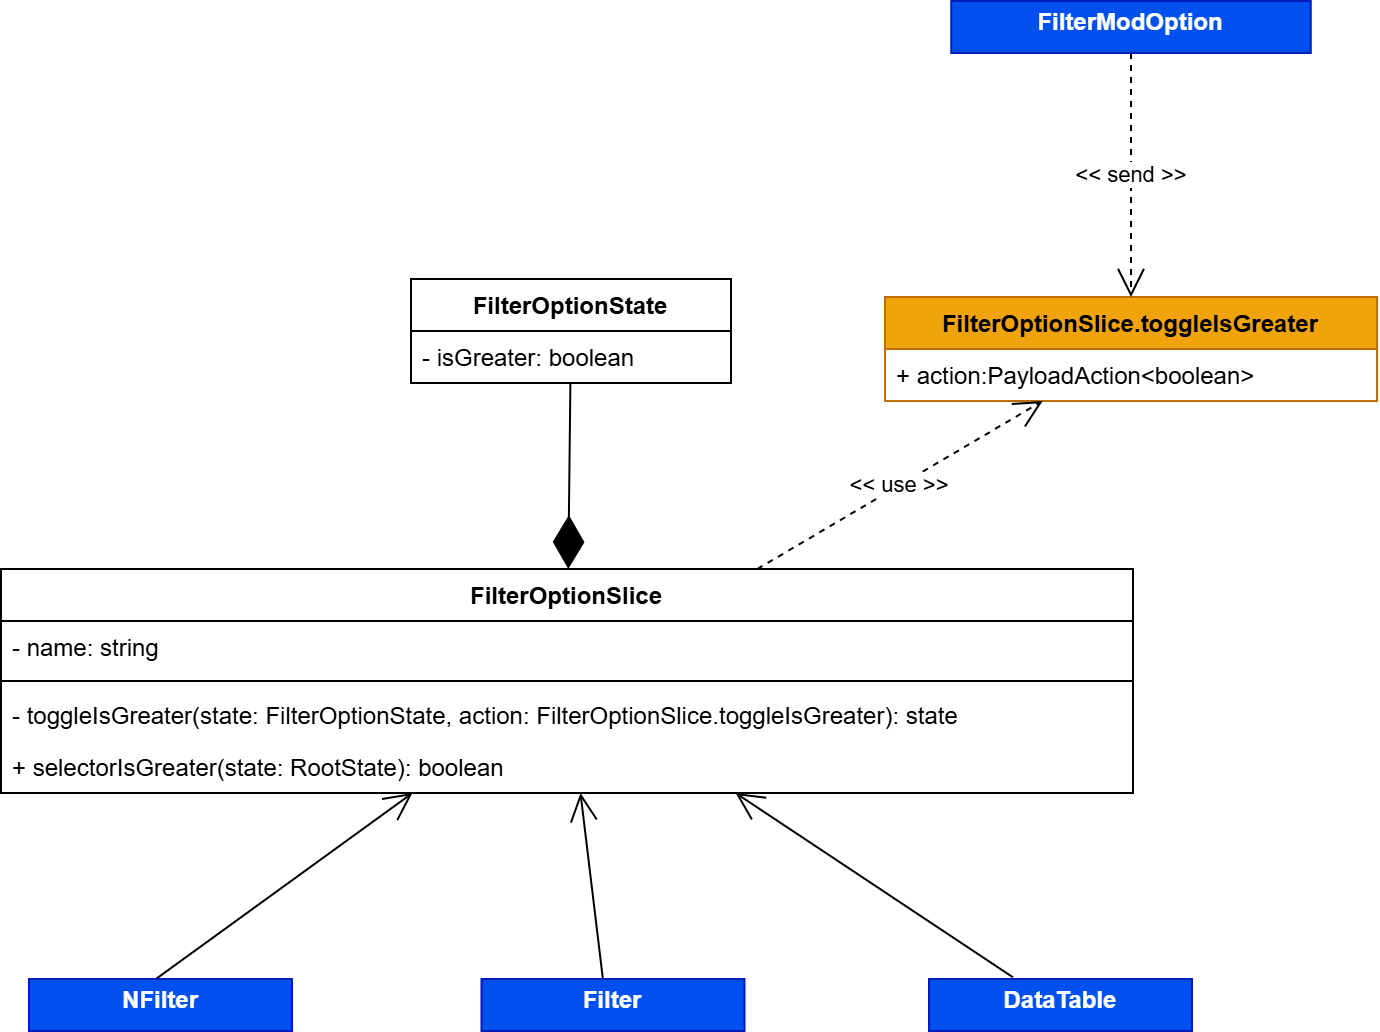 FilterModOption
<< send >>
FilterOptionState
- isGreater: boolean
FilterOptionSlice.toggleIsGreater
+ action:PayloadAction<boolean>
<< use >>
FilterOptionSlice
- name: string
- toggleIsGreater(state: FilterOptionState, action: FilterOptionSlice.toggleIsGreater): state
+ selectorIsGreater(state: RootState): boolean
NFilter
Filter
DataTable